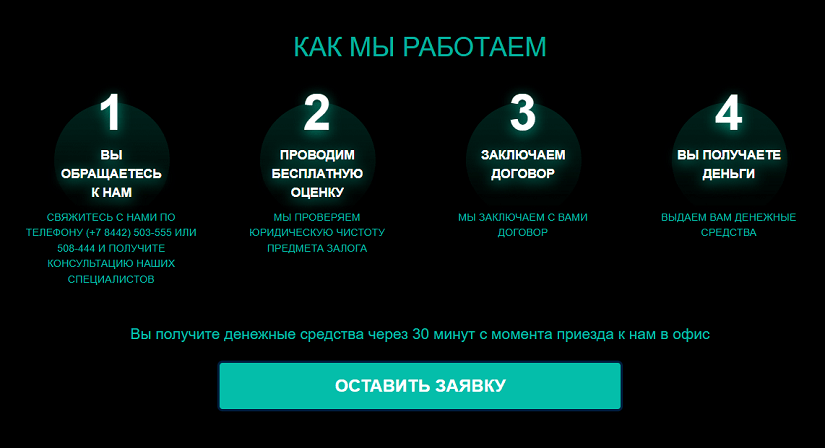 КАК МЫ РАБОТАЕМ
1
ВЫ
ОБРАЩАЕТЕСЬ
К НАМ
СВЯЖИТЕСЬ С НАМИ ПО
ТЕЛЕФОНУ (+7 8442) 503-555 ИЛИ
508-444 И ПОЛУЧИТЕ
КОНСУЛЬТАЦИЮ НАШИХ
СПЕЦИАЛИСТОВ
2
ПРОВОДИМ
БЕСПЛАТНУЮ
ОЦЕНКУ
МЫ ПРОВЕРЯЕМ
ЮРИДИЧЕСКУЮ ЧИСТОТУ
ПРЕДМЕТА ЗАЛОГА
3
ЗАКЛЮЧАЕМ
ДОГОВОР
МЫ ЗАКЛЮЧАЕМ С ВАМИ
ДОГОВОР
4
ВЫ ПОЛУЧАЕТЕ
ДЕНЬГИ
ВЫДАЕМ ВАМ ДЕНЕЖНЫЕ
СРЕДСТВА
Вы получите денежные средства через 30 минут с момента приезда к нам в офис
ОСТАВИТЬ ЗАЯВКУ